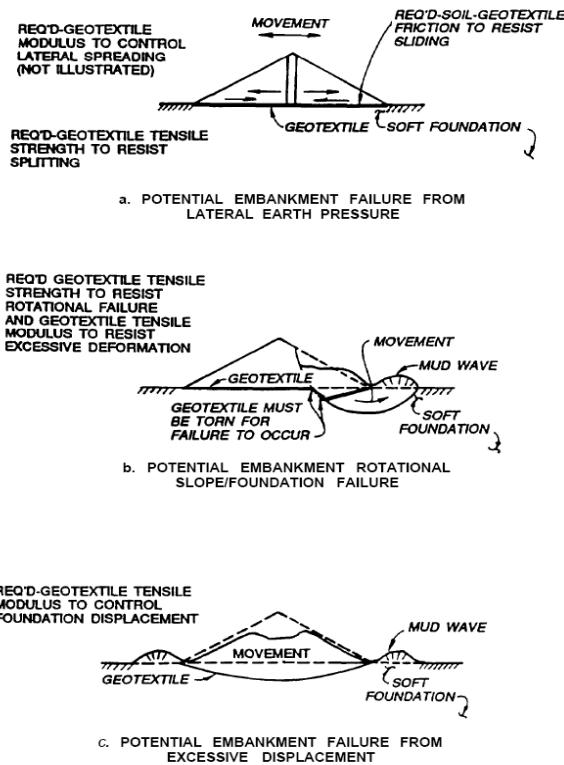 REQ'D-GEOTEXTILE
MODULUS TO CONTROL
LATERAL SPREADING
(NOT ILLUSTRATED)
MOVEMENT
REQ'D-SOIL-GEOTEXTILE
FRICTION TO RESIST
SLIDING
GEOTEXTILE
SOFT FOUNDATION
REQ'D-GEOTEXTILE TENSILE
STRENGTH TO RESIST
SPLITTING
a. POTENTIAL EMBANKMENT FAILURE FROM
LATERAL EARTH PRESSURE
REQ'D GEOTEXTILE TENSILE
STRENGTH TO RESIST
ROTATIONAL FAILURE
AND GEOTEXTILE TENSILE
MODULUS TO RESIST
EXCESSIVE DEFORMATION
MOVEMENT
MUD WAVE
GEOTEXTILE
GEOTEXTILE MUST
BE TORN FOR
FAILURE TO OCCUR
SOFT
FOUNDATION
b. POTENTIAL EMBANKMENT ROTATIONAL
SLOPE/FOUNDATION FAILURE
REQ'D-GEOTEXTILE TENSILE
MODULUS TO CONTROL
FOUNDATION DISPLACEMENT
MUD WAVE
MOVEMENT
GEOTEXTILE
SOFT
FOUNDATION
c. POTENTIAL EMBANKMENT FAILURE FROM
EXCESSIVE DISPLACEMENT